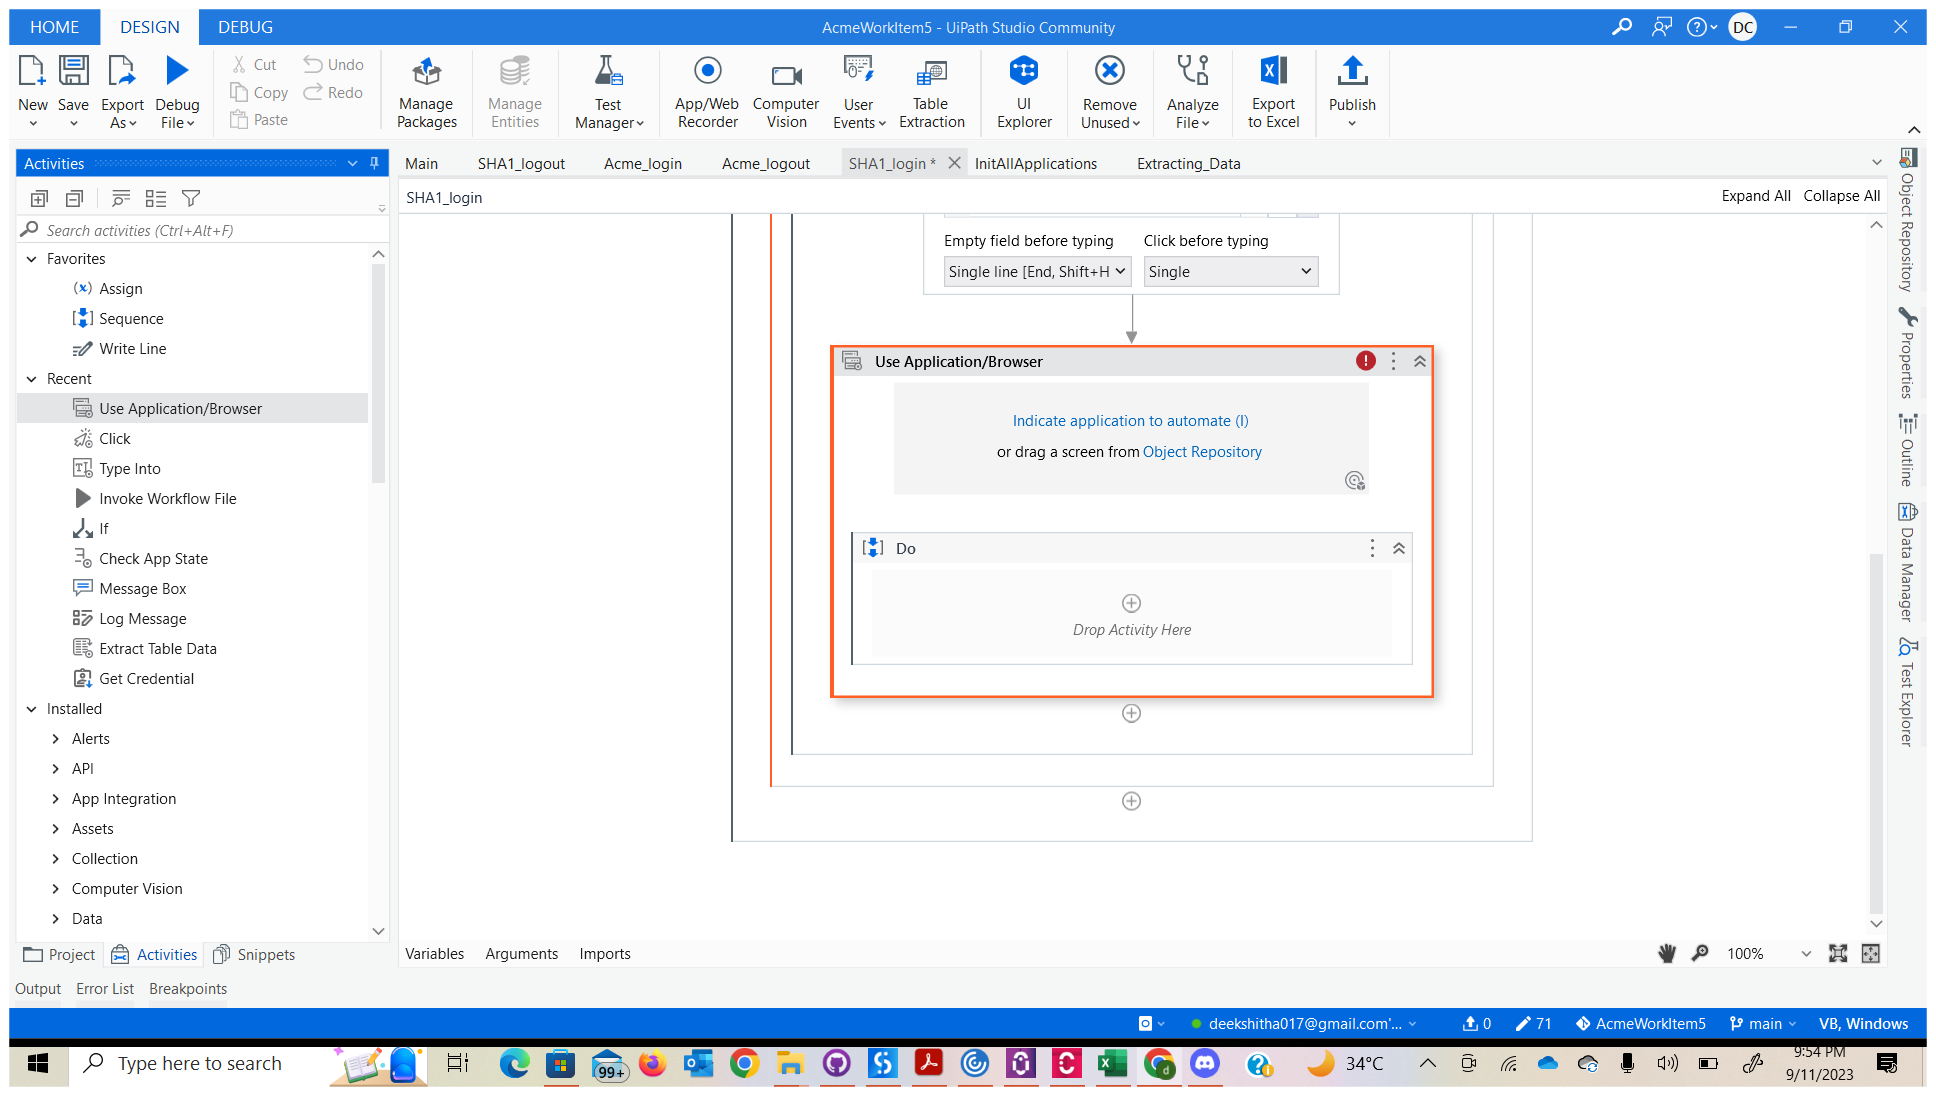 HOME
DESIGN
DEBUG
AcmeWorkItem5 - UiPath Studio Community
DC
New
Save
Export As
Debug File
Cut
Copy
Paste
Undo
Redo
Manage Packages
Manage Entities
Test Manager
App/Web Recorder
Computer Vision
User Events
Table Extraction
UI Explorer
Remove Unused
Analyze File
Export to Excel
Publish
Activities
Main
SHA1_logout
Acme_login
Acme_logout
SHA1_login *
InitAllApplications
Extracting_Data
SHA1_login
Expand All
Collapse All
Search activities (Ctrl+Alt+F)
Favorites
Assign
Sequence
Write Line
Recent
Use Application/Browser
Click
Type Into
Invoke Workflow File
If
Check App State
Message Box
Log Message
Extract Table Data
Get Credential
Installed
Alerts
API
App Integration
Assets
Collection
Computer Vision
Data
Empty field before typing
Click before typing
Single line [End, Shift+H
Single
Use Application/Browser
Indicate application to automate (I)
or drag a screen from Object Repository
Do
Drop Activity Here
Object Repository
Properties
Outline
Data Manager
Test Explorer
Project
Activities
Snippets
Variables
Arguments
Imports
100%
Output
Error List
Breakpoints
deekshitha017@gmail.com'...
0
71
AcmeWorkItem5
main
VB, Windows
Type here to search
99+
34°C
9:54 PM
9/11/2023